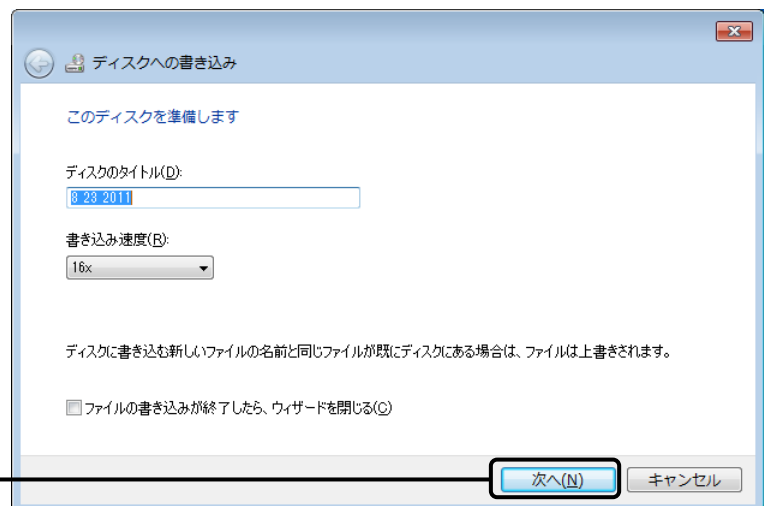 ディスクへの書き込み
このディスクを準備します
ディスクのタイトル(D):
8 23 2011
書き込み速度(R):
16x
ディスクに書き込む新しいファイルの名前と同じファイルが既にディスクにある場合は、ファイルは上書きされます。
ファイルの書き込みが終了したら、ウィザードを閉じる(C)
次へ(N) キャンセル